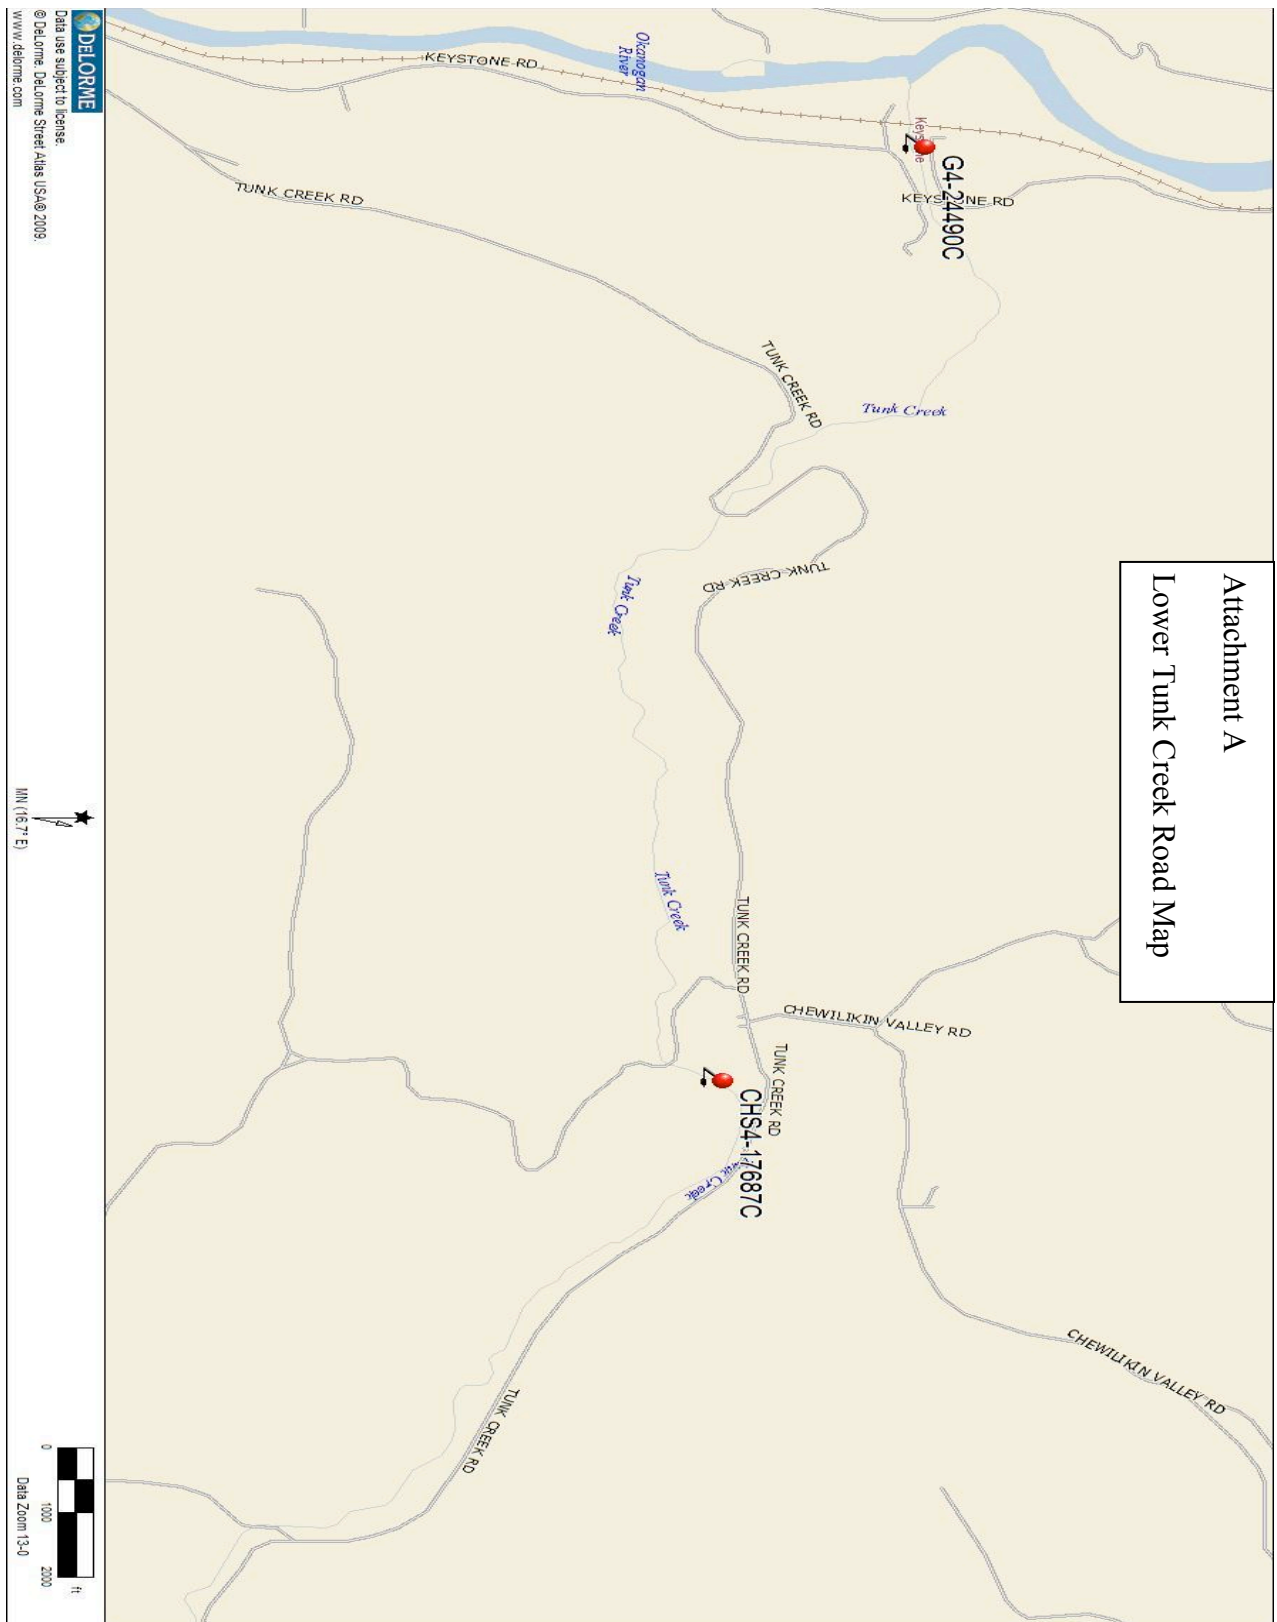 Attachment A
Lower Tunk Creek Road Map
Okanogan
River
KEYSTONE RD
Keystone
G4-24490C
KEYSTONE RD
TUNK CREEK RD
TUNK CREEK RD
Tunk Creek
TUNK CREEK RD
Tunk Creek
Tunk Creek
TUNK CREEK RD
CHEWILIKIN VALLEY RD
TUNK CREEK RD
CHS4-17687C
Creek
CHEWILIKIN VALLEY RD
TUNK CREEK RD
DELORME
Data use subject to license.
© DeLorme. DeLorme Street Atlas USA® 2009.
www.delorme.com
MN (16.7° E)
0 1000 2000 ft
Data Zoom 13-0